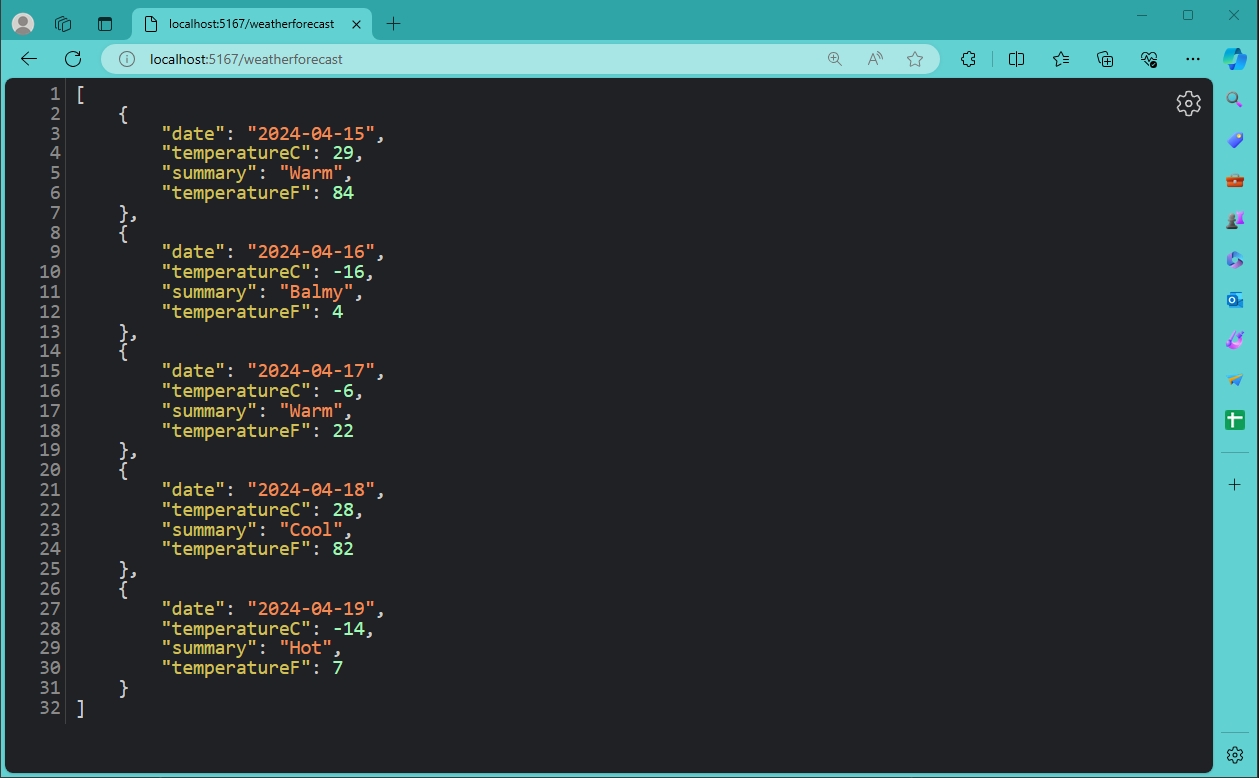 localhost:5167/weatherforecast
localhost:5167/weatherforecast
1 [
2     {
3         "date": "2024-04-15",
4         "temperatureC": 29,
5         "summary": "Warm",
6         "temperatureF": 84
7     },
8     {
9         "date": "2024-04-16",
10         "temperatureC": -16,
11         "summary": "Balmy",
12         "temperatureF": 4
13     },
14     {
15         "date": "2024-04-17",
16         "temperatureC": -6,
17         "summary": "Warm",
18         "temperatureF": 22
19     },
20     {
21         "date": "2024-04-18",
22         "temperatureC": 28,
23         "summary": "Cool",
24         "temperatureF": 82
25     },
26     {
27         "date": "2024-04-19",
28         "temperatureC": -14,
29         "summary": "Hot",
30         "temperatureF": 7
31     }
32 ]